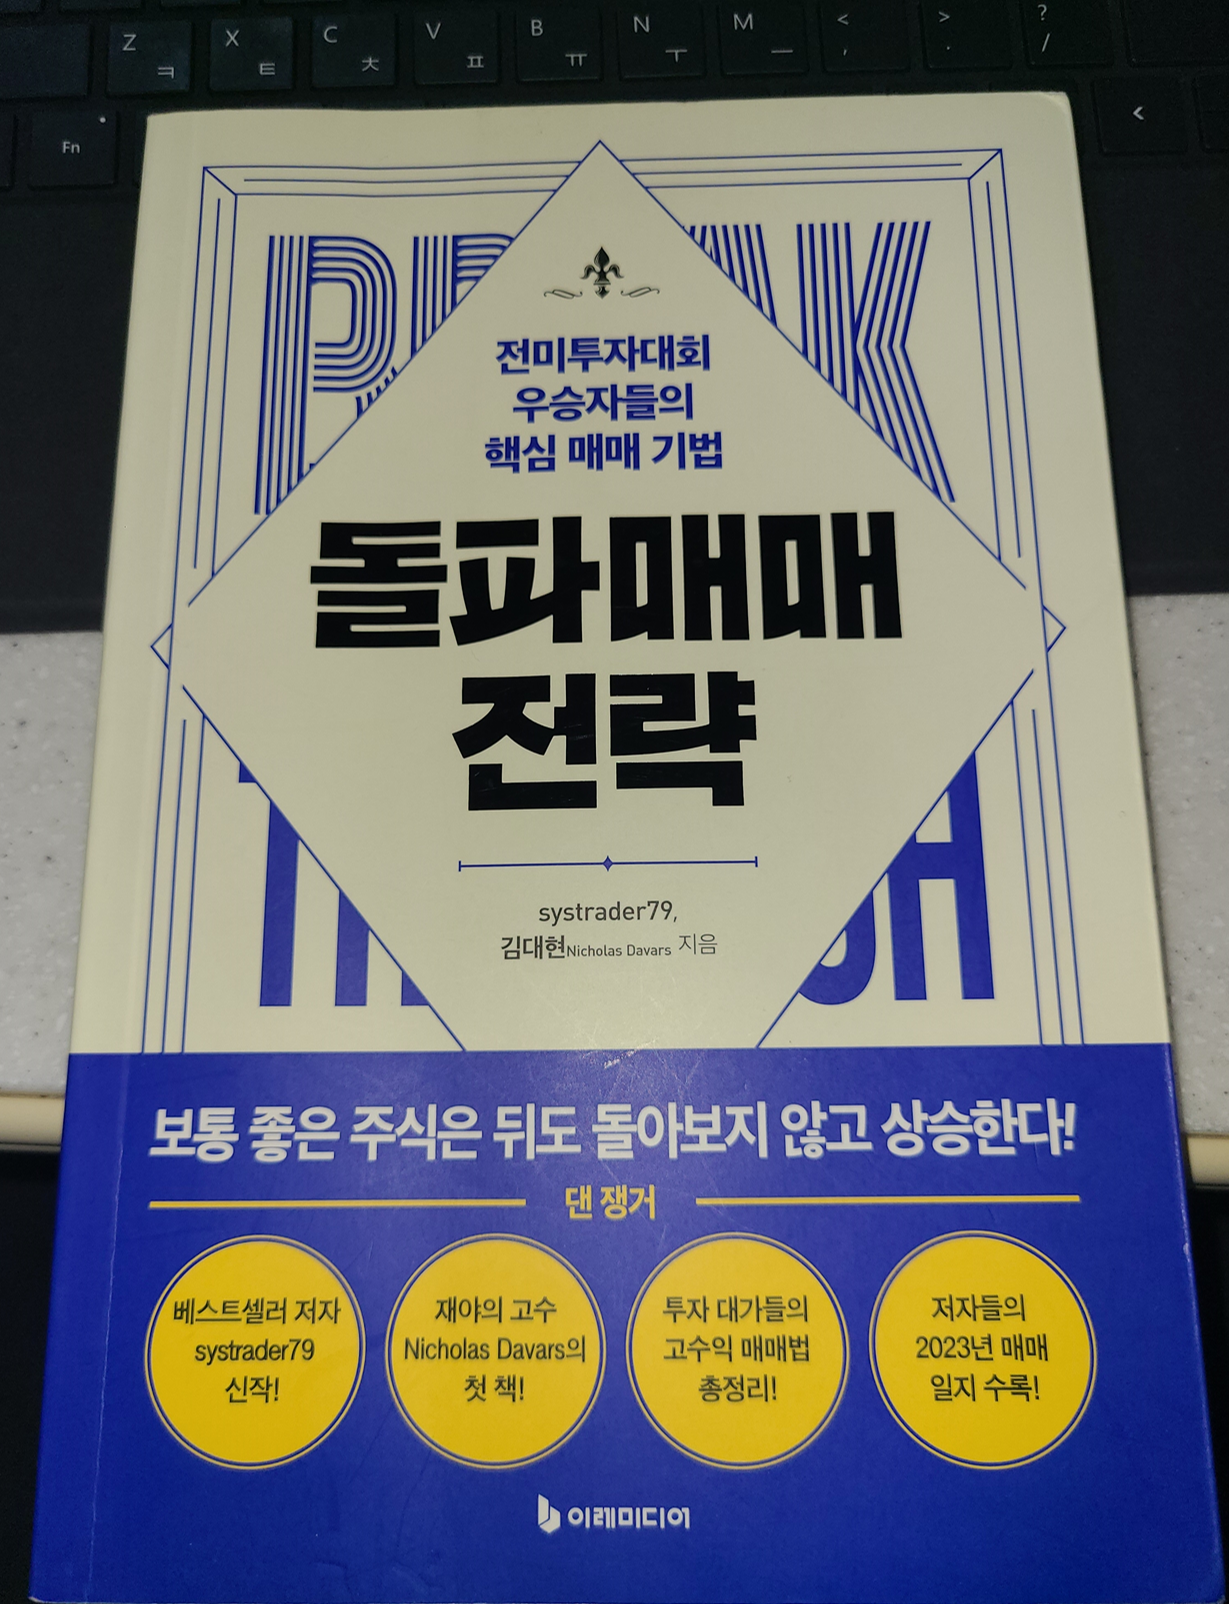 Z ㅋ
X ㅌ
C ㅊ
V ㅍ
B ㅠ
N ㅜ
M ㅡ
< ,
> .
? /
Fn
<
전미투자대회
우승자들의
핵심 매매 기법
돌파매매
전략
systrader79,
김대현Nicholas Davars 지음
보통 좋은 주식은 뒤도 돌아보지 않고 상승한다!
댄 쟁거
베스트셀러 저자
systrader79
신작!
재야의 고수
Nicholas Davars의
첫 책!
투자 대가들의
고수익 매매법
총정리!
저자들의
2023년 매매
일지 수록!
이레미디어